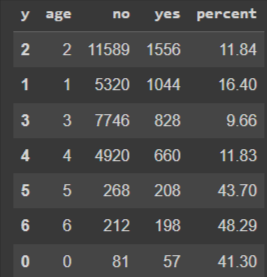 y age no yes percent
2 2 11589 1556 11.84
1 1 5320 1044 16.40
3 3 7746 828 9.66
4 4 4920 660 11.83
5 5 268 208 43.70
6 6 212 198 48.29
0 0 81 57 41.30